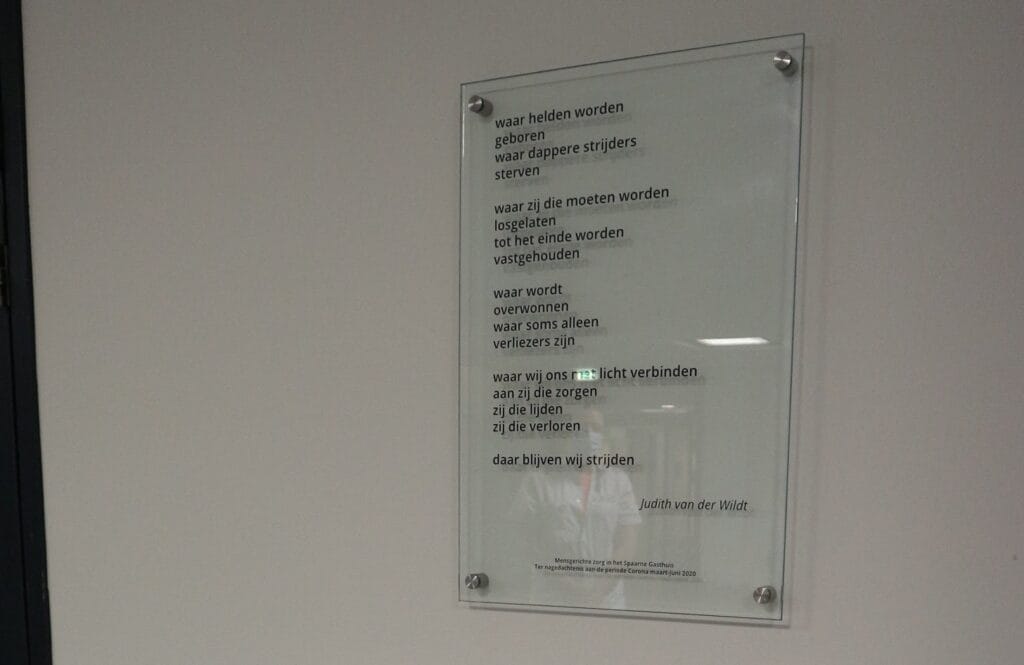 waar helden worden
geboren
waar dappere strijders
sterven
waar zij die moeten worden
losgelaten
tot het einde worden
vastgehouden
waar wordt
overwonnen
waar soms alleen
verliezers zijn
waar wij ons met licht verbinden
aan zij die zorgen
zij die lijden
zij die verloren
daar blijven wij strijden
Judith van der Wildt
Mensgerichte zorg in het Spaarne Gasthuis
Ter nagedachtenis aan de periode Corona maart-juni 2020